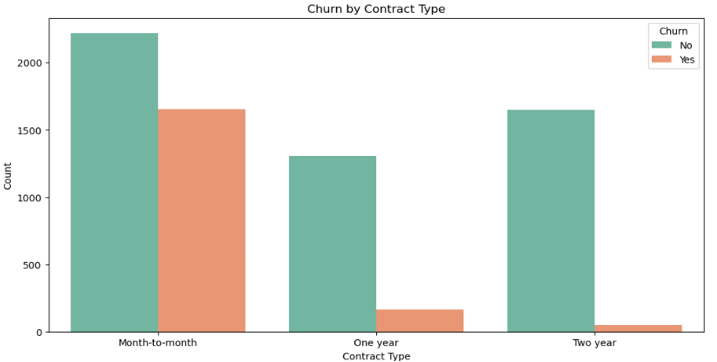 Churn by Contract Type
Churn
No
Yes
2000
1500
1000
500
0
Count
Month-to-month
One year
Two year
Contract Type